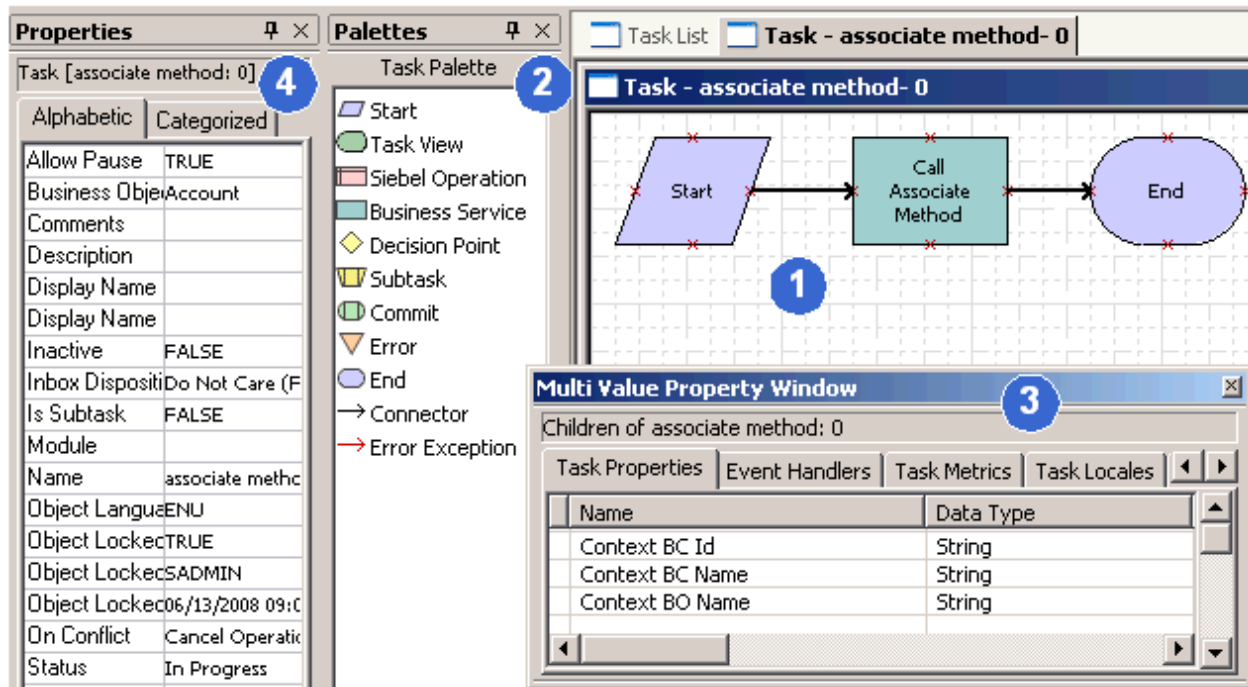 Properties
Task [associate method: 0]
4
Alphabetic Categorized
Allow Pause TRUE
Business Obje Account
Comments
Description
Display Name
Display Name
Inactive FALSE
Inbox Dispositi Do Not Care (F
Is Subtask FALSE
Module
Name associate methc
Object Langua ENU
Object Lockec TRUE
Object Lockec SADMIN
Object Lockec 06/13/2008 09:0
On Conflict Cancel Operatic
Status In Progress
Palettes
Task Palette
2
Start
Task View
Siebel Operation
Business Service
Decision Point
Subtask
Commit
Error
End
Connector
Error Exception
Task List Task - associate method- 0
Task - associate method- 0
Start
Call
Associate
Method
End
1
Multi Value Property Window
3
Children of associate method: 0
Task Properties Event Handlers Task Metrics Task Locales
Name Data Type
Context BC Id String
Context BC Name String
Context BO Name String